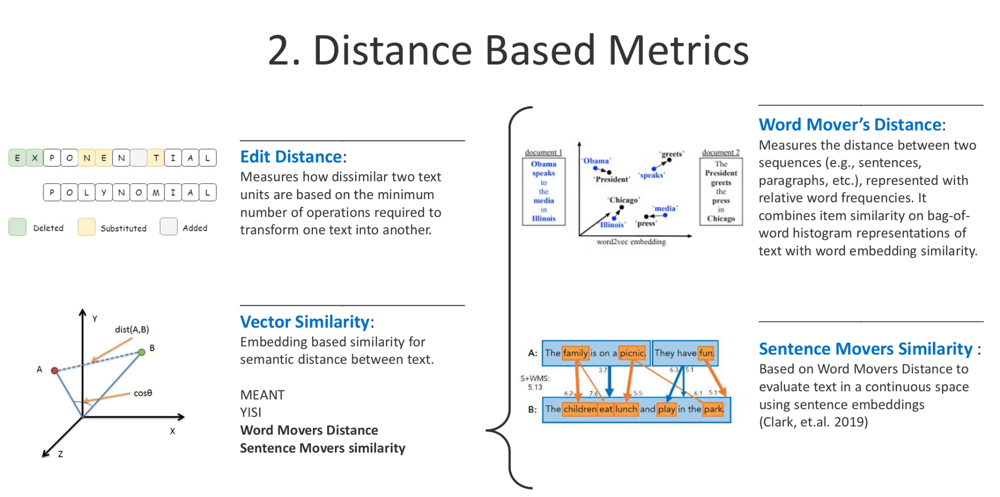 2. Distance Based Metrics
E X P O N E N T I A L
P O L Y N O M I A L
Deleted
Substituted
Added
Edit Distance:
Measures how dissimilar two text
units are based on the minimum
number of operations required to
transform one text into another.
Y
dist(A,B)
B
A
cosθ
X
Z
Vector Similarity:
Embedding based similarity for
semantic distance between text.
MEANT
YISI
Word Movers Distance
Sentence Movers similarity
document 1
Obama
speaks
to
the
media
in
Illinois
'Obama'
'President'
'greets'
'speaks'
'Chicago'
'Illinois'
'media'
'press'
word2vec embedding
document 2
The
President
greets
the
press
in
Chicago
Word Mover’s Distance:
Measures the distance between two
sequences (e.g., sentences,
paragraphs, etc.), represented with
relative word frequencies. It
combines item similarity on bag-of-
word histogram representations of
text with word embedding similarity.
A: The family is on a picnic. They have fun.
3.7 6.3 5.1
S+WMS:
5.13
6.2 7.6 5.5 6.1 5.1
B: The children eat lunch and play in the park.
Sentence Movers Similarity :
Based on Word Movers Distance to
evaluate text in a continuous space
using sentence embeddings
(Clark, et.al. 2019)